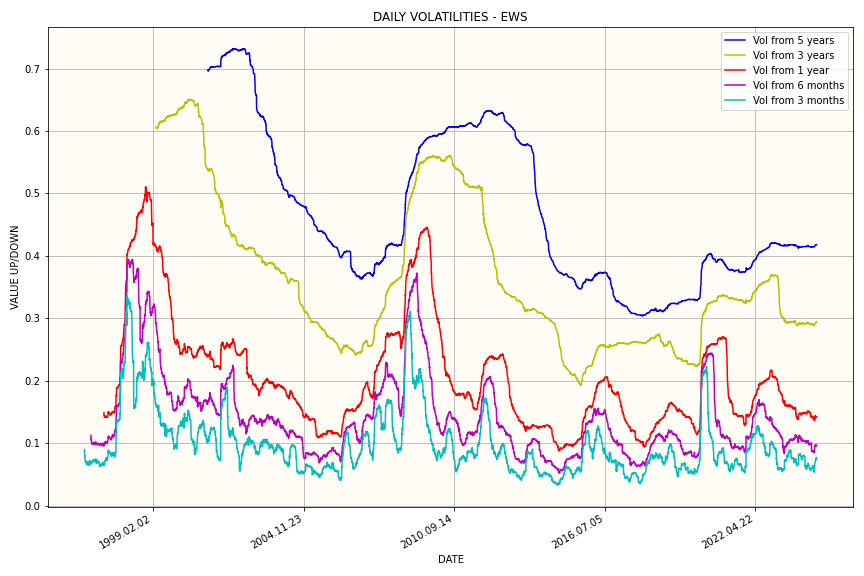 DAILY VOLATILITIES - EWS
Vol from 5 years
Vol from 3 years
Vol from 1 year
Vol from 6 months
Vol from 3 months
VALUE UP/DOWN
0.7
0.6
0.5
0.4
0.3
0.2
0.1
0.0
1999.02.02
2004.11.23
2010.09.14
2016.07.05
2022.04.22
DATE